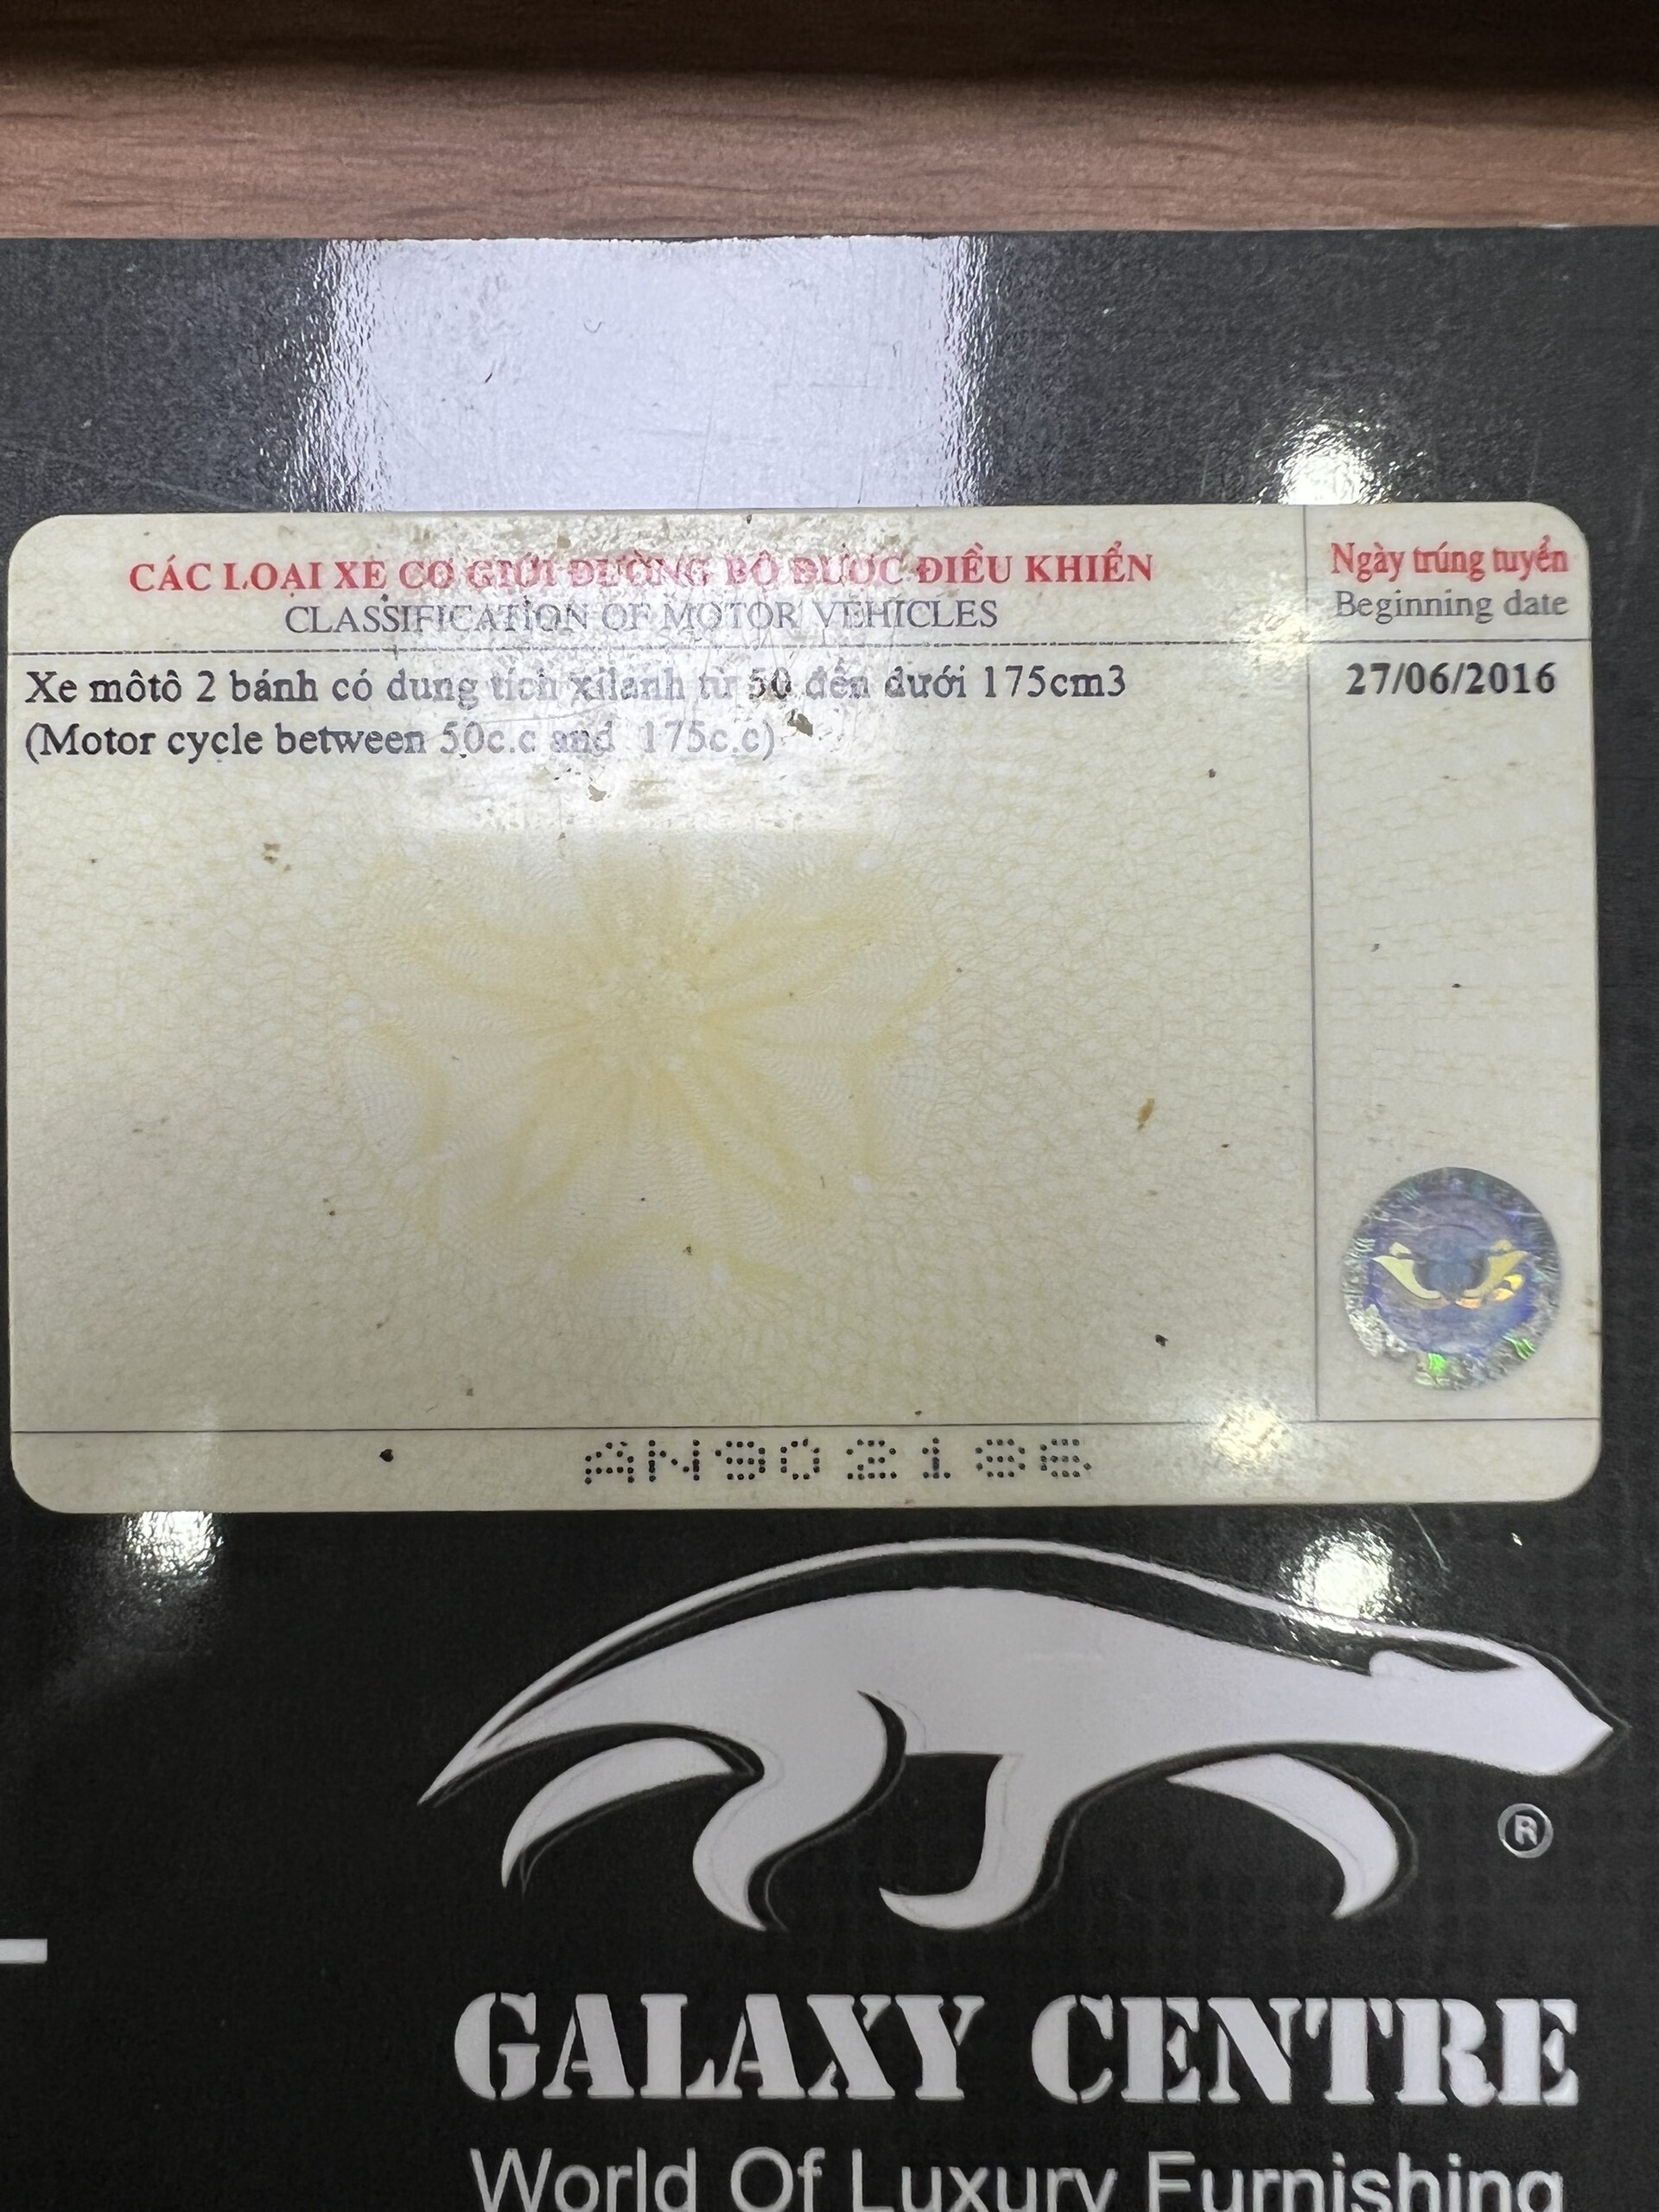 CÁC LOẠI XE CƠ GIỚI ĐƯỜNG BỘ ĐƯỢC ĐIỀU KHIỂN
CLASSIFICATION OF MOTOR VEHICLES
Ngày trúng tuyển
Beginning date
Xe môtô 2 bánh có dung tích xilanh từ 50 đến dưới 175cm3
(Motor cycle between 50c.c and 175c.c)
27/06/2016
AN902186
®
GALAXY CENTRE
World Of Luxury Furnishing